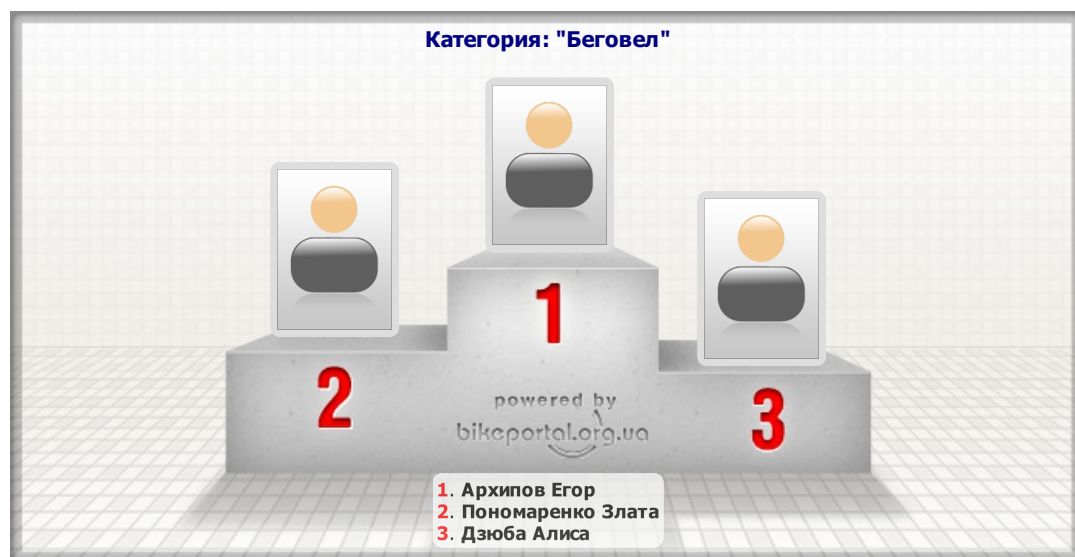 Категория: "Беговел"
1
2
3
powered by
bikeportal.org.ua
1. Архипов Егор
2. Пономаренко Злата
3. Дзюба Алиса